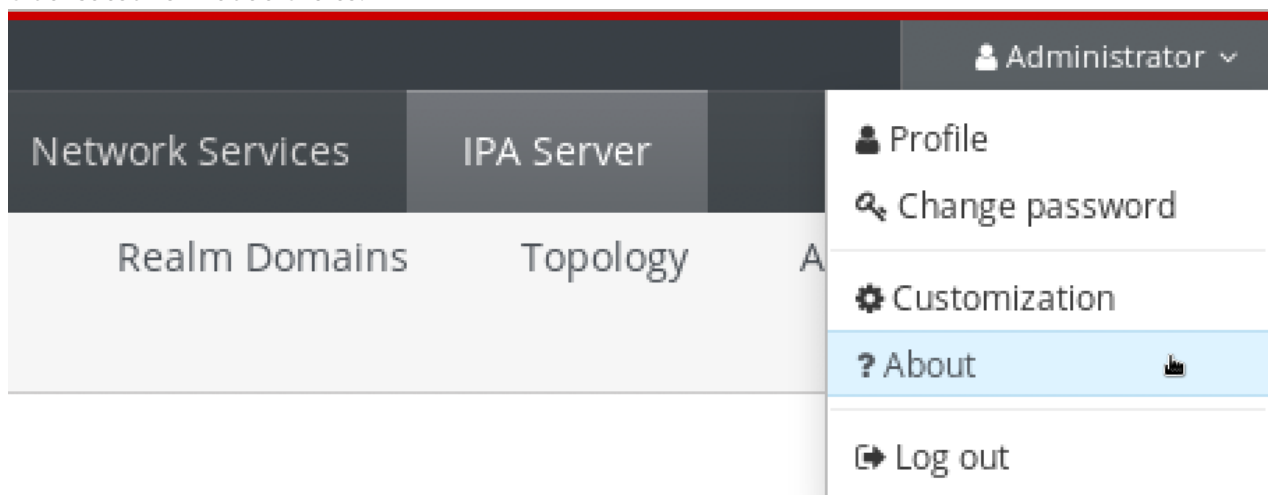 Administrator
Network Services
IPA Server
Profile
Change password
Realm Domains
Topology
A
Customization
? About
Log out